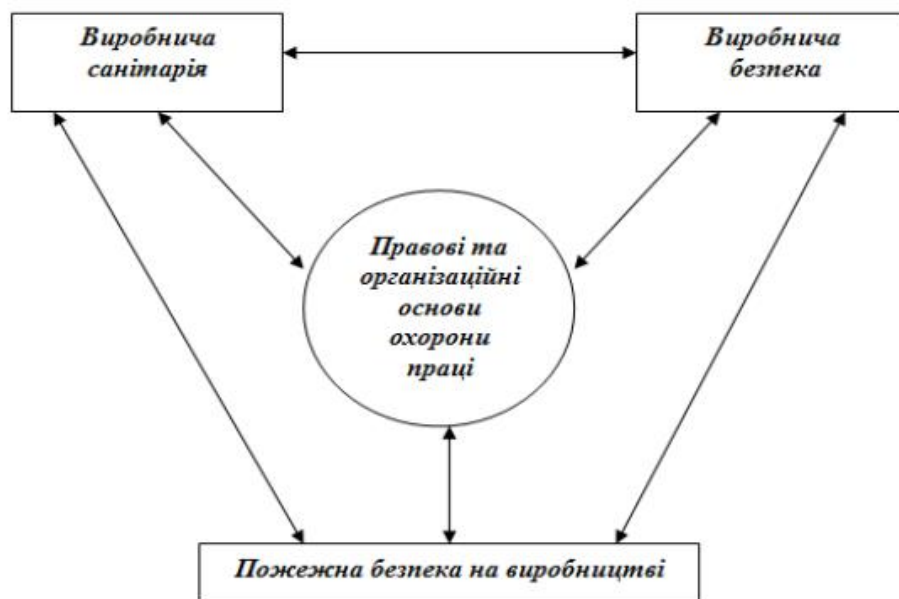 Виробнича
санітарія
Виробнича
безпека
Правові та
організаційні
основи
охорони
праці
Пожежна безпека на виробництві